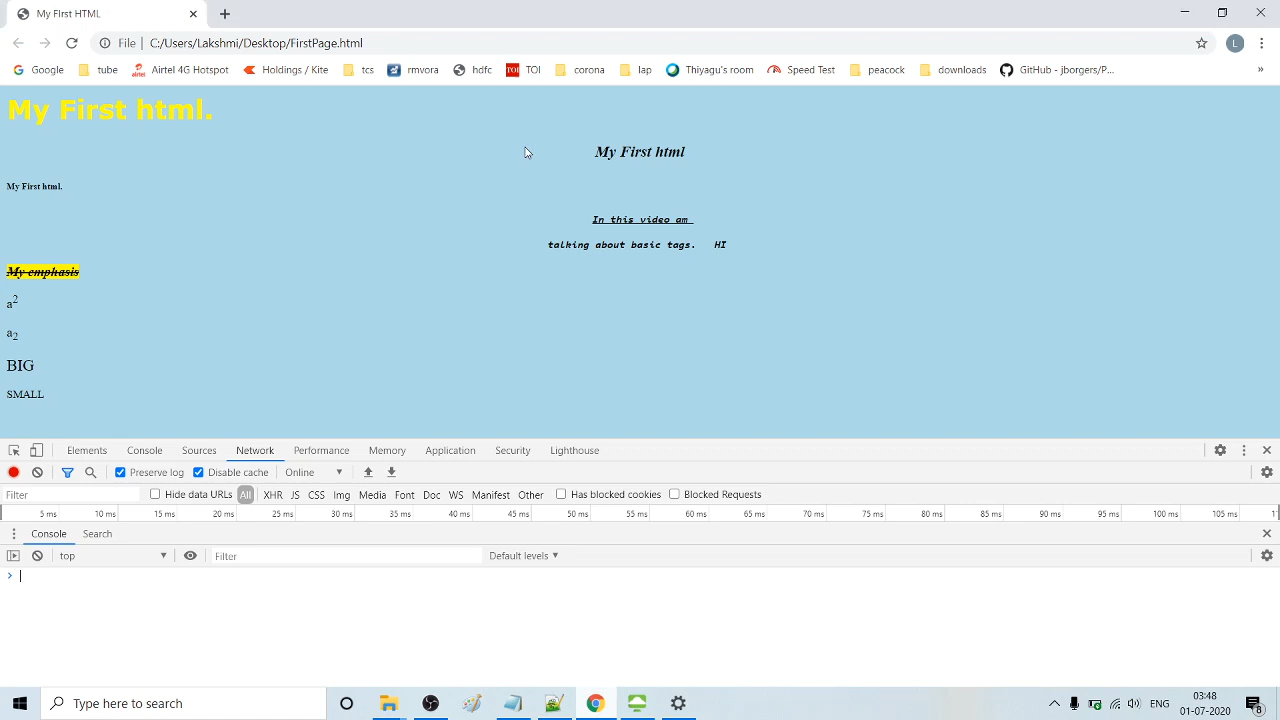 My First HTML
File C:/Users/Lakshmi/Desktop/FirstPage.html L
Google tube airtel Airtel 4G Hotspot Holdings / Kite tcs rmvora hdfc TOI TOI corona lap Thiyagu's room Speed Test peacock downloads GitHub - jborgers/P... »
My First html.
My First html
My First html.
In this video am
talking about basic tags. HI
My emphasis
a2
a2
BIG
SMALL
Elements Console Sources Network Performance Memory Application Security Lighthouse
Preserve log Disable cache Online
Filter Hide data URLs All XHR JS CSS Img Media Font Doc WS Manifest Other Has blocked cookies Blocked Requests
5 ms 10 ms 15 ms 20 ms 25 ms 30 ms 35 ms 40 ms 45 ms 50 ms 55 ms 60 ms 65 ms 70 ms 75 ms 80 ms 85 ms 90 ms 95 ms 100 ms 105 ms 1
Console Search
top Filter Default levels
Type here to search ENG 03:48
01-07-2020 8